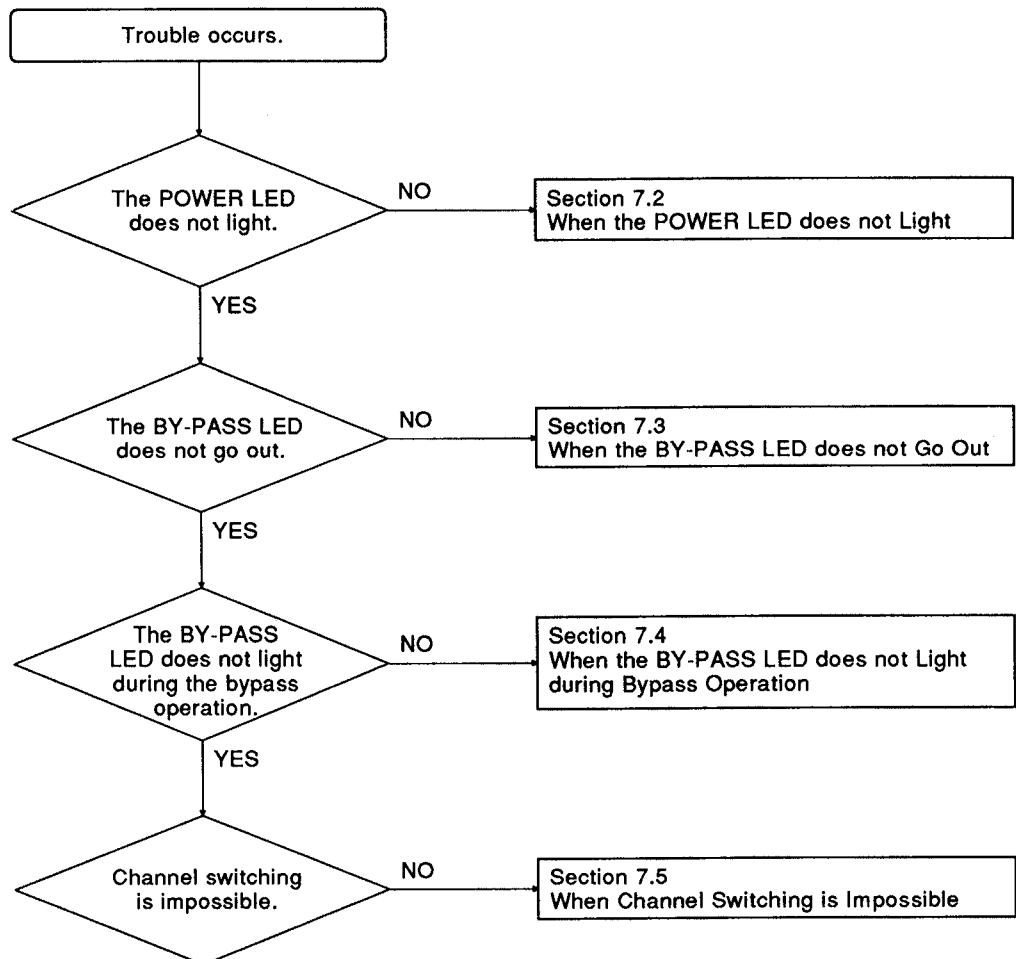 Trouble occurs.
The POWER LED
does not light.
NO
Section 7.2
When the POWER LED does not Light
YES
The BY-PASS LED
does not go out.
NO
Section 7.3
When the BY-PASS LED does not Go Out
YES
The BY-PASS
LED does not light
during the bypass
operation.
NO
Section 7.4
When the BY-PASS LED does not Light
during Bypass Operation
YES
Channel switching
is impossible.
NO
Section 7.5
When Channel Switching is Impossible